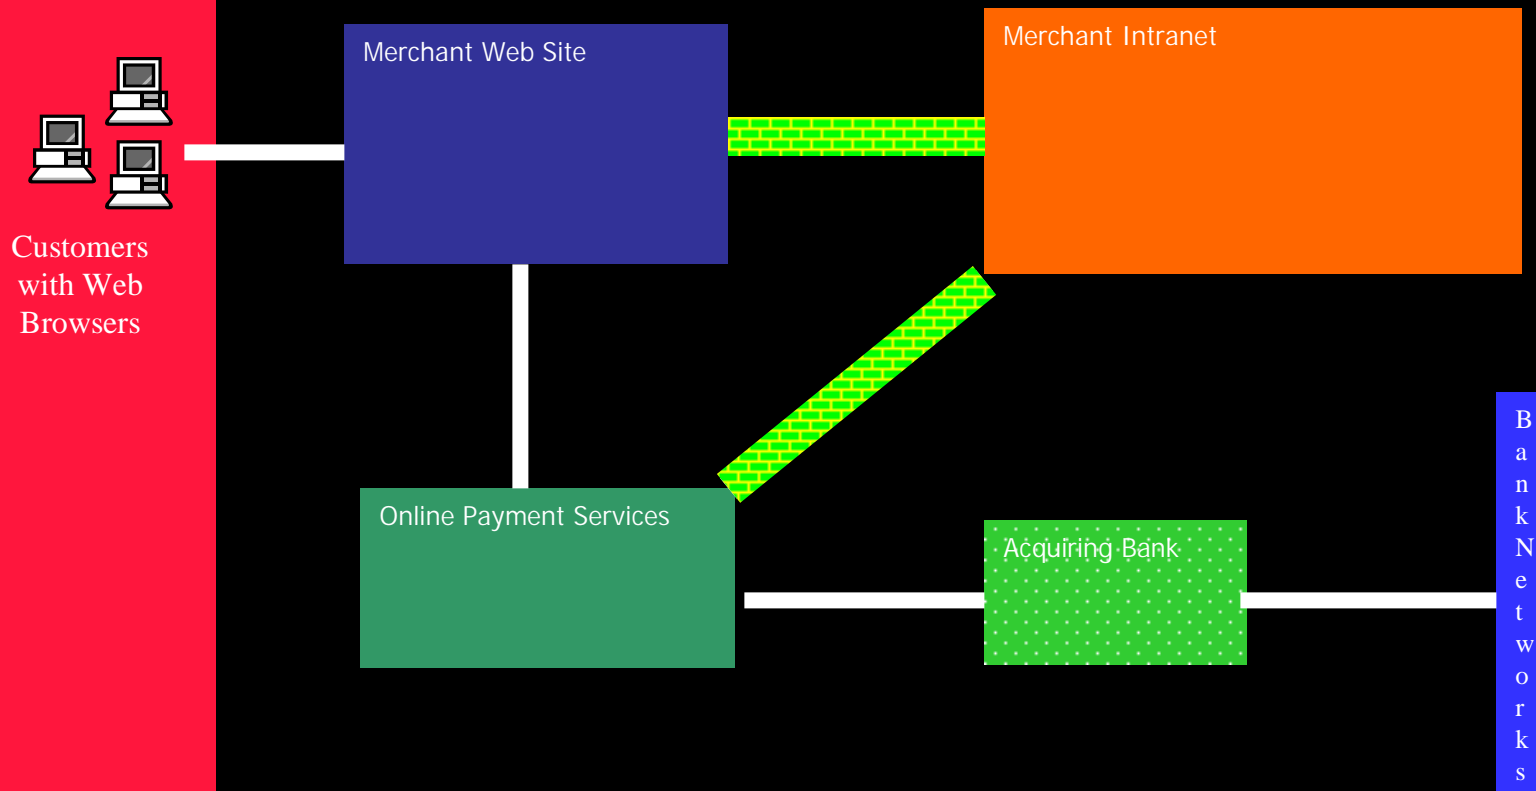 Merchant Web Site
Merchant Intranet
Customers
with Web
Browsers
Online Payment Services
Acquiring Bank
B
a
n
k
N
e
t
w
o
r
k
s